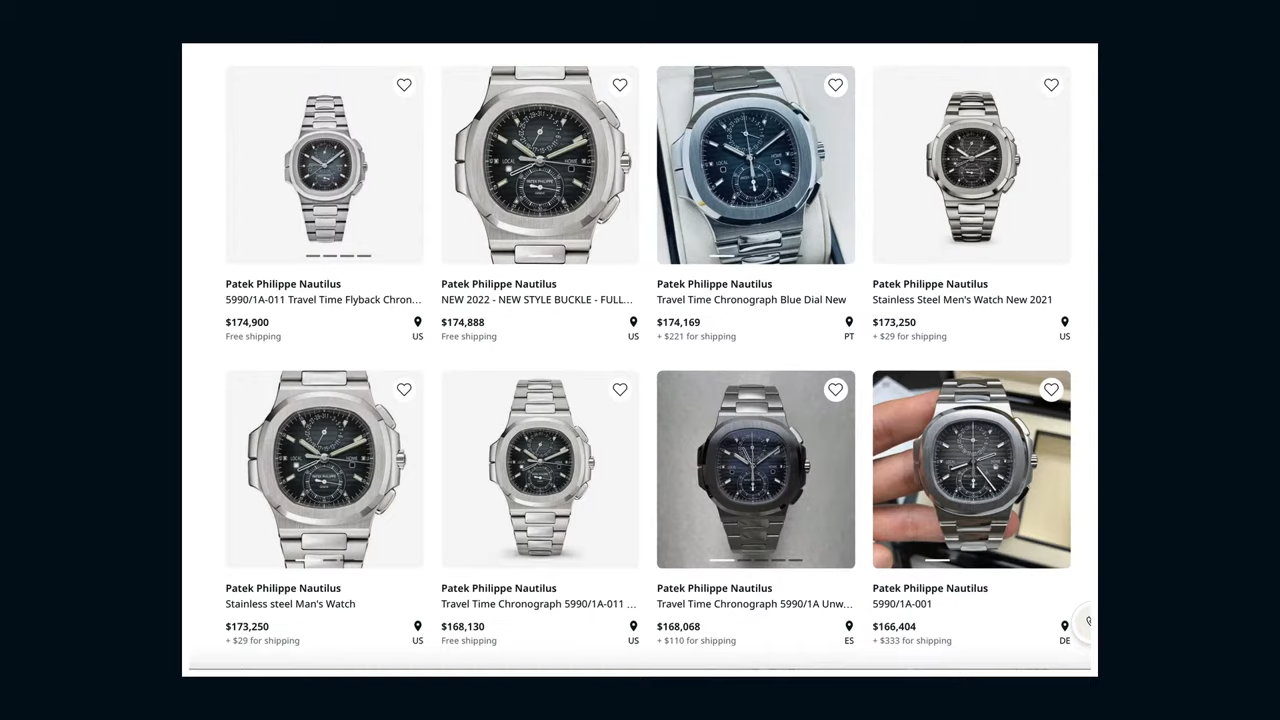 Patek Philippe Nautilus
5990/1A-011 Travel Time Flyback Chron...
$174,900
Free shipping
US
Patek Philippe Nautilus
NEW 2022 - NEW STYLE BUCKLE - FULL...
$174,888
Free shipping
US
Patek Philippe Nautilus
Travel Time Chronograph Blue Dial New
$174,169
+ $221 for shipping
PT
Patek Philippe Nautilus
Stainless Steel Men's Watch New 2021
$173,250
+ $29 for shipping
US
LOCAL
HOME
PATEK PHILIPPE
Patek Philippe Nautilus
Stainless steel Man's Watch
$173,250
+ $29 for shipping
US
Patek Philippe Nautilus
Travel Time Chronograph 5990/1A-011 ...
$168,130
Free shipping
US
Patek Philippe Nautilus
Travel Time Chronograph 5990/1A Unw...
$168,068
+ $110 for shipping
ES
Patek Philippe Nautilus
5990/1A-001
$166,404
+ $333 for shipping
DE